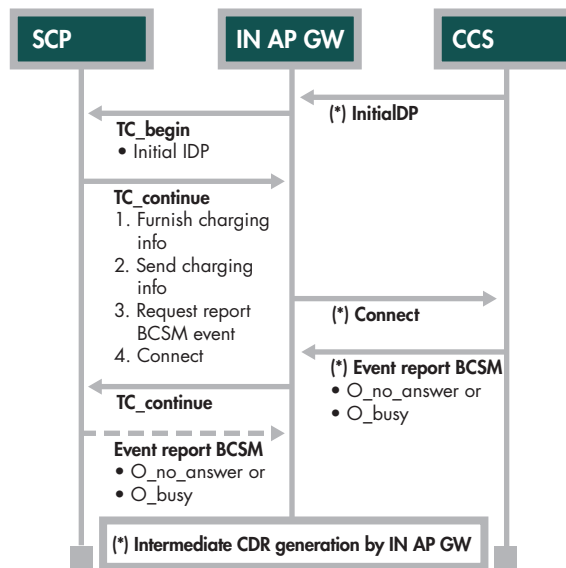 SCP
IN AP GW
CCS
(*) InitialDP
TC_begin
• Initial IDP
TC_continue
1. Furnish charging
info
2. Send charging
info
3. Request report
BCSM event
4. Connect
(*) Connect
(*) Event report BCSM
• O_no_answer or
• O_busy
TC_continue
Event report BCSM
• O_no_answer or
• O_busy
(*) Intermediate CDR generation by IN AP GW